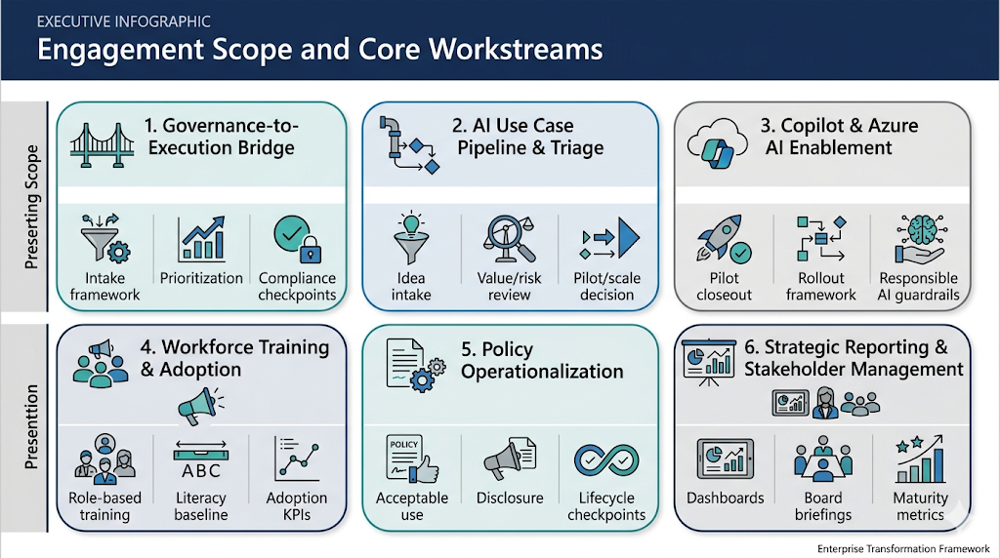 EXECUTIVE INFOGRAPHIC
Engagement Scope and Core Workstreams
Preserting Scope
1. Governance-to-
Execution Bridge
Intake
framework
Prioritization
Compliance
checkpoints
2. AI Use Case
Pipeline & Triage
Idea
intake
Value/risk
review
Pilot/scale
decision
3. Copilot & Azure
AI Enablement
Pilot
closeout
Rollout
framework
Responsible
AI guardrails
Presenttion
4. Workforce Training
& Adoption
Role-based
training
ABC
Literacy
baseline
Adoption
KPIs
5. Policy
Operationalization
POLICY
Acceptable
use
Disclosure
Lifecycle
checkpoints
6. Strategic Reporting &
Stakeholder Management
Dashboards
Board
briefings
Maturity
metrics
Enterprise Transformation Framework